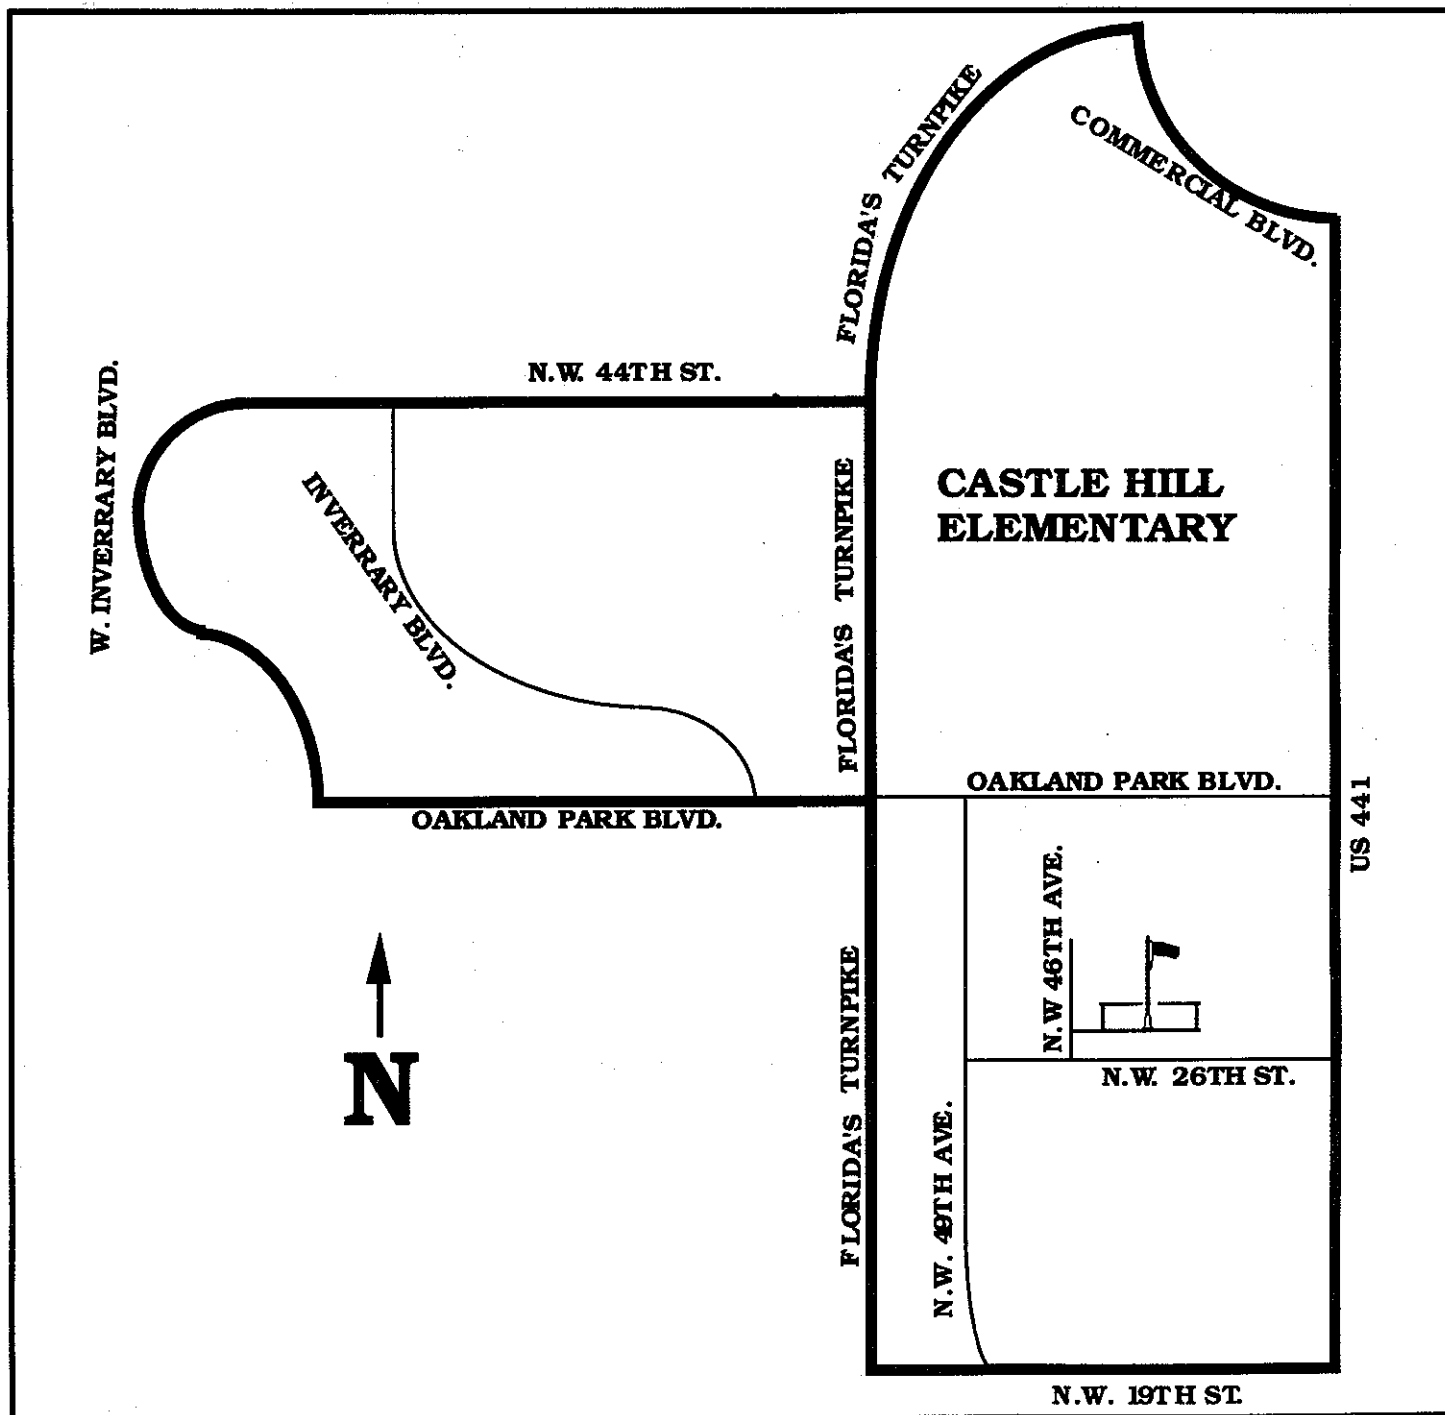 FLORIDA'S TURNPIKE
COMMERCIAL BLVD.
N.W. 44TH ST.
W. INVERRARY BLVD.
INVERRARY BLVD.
FLORIDA'S TURNPIKE
CASTLE HILL
ELEMENTARY
OAKLAND PARK BLVD.
OAKLAND PARK BLVD.
US 441
N.W 46TH AVE.
FLORIDA'S TURNPIKE
N
N.W. 26TH ST.
N.W. 49TH AVE.
N.W. 19TH ST.